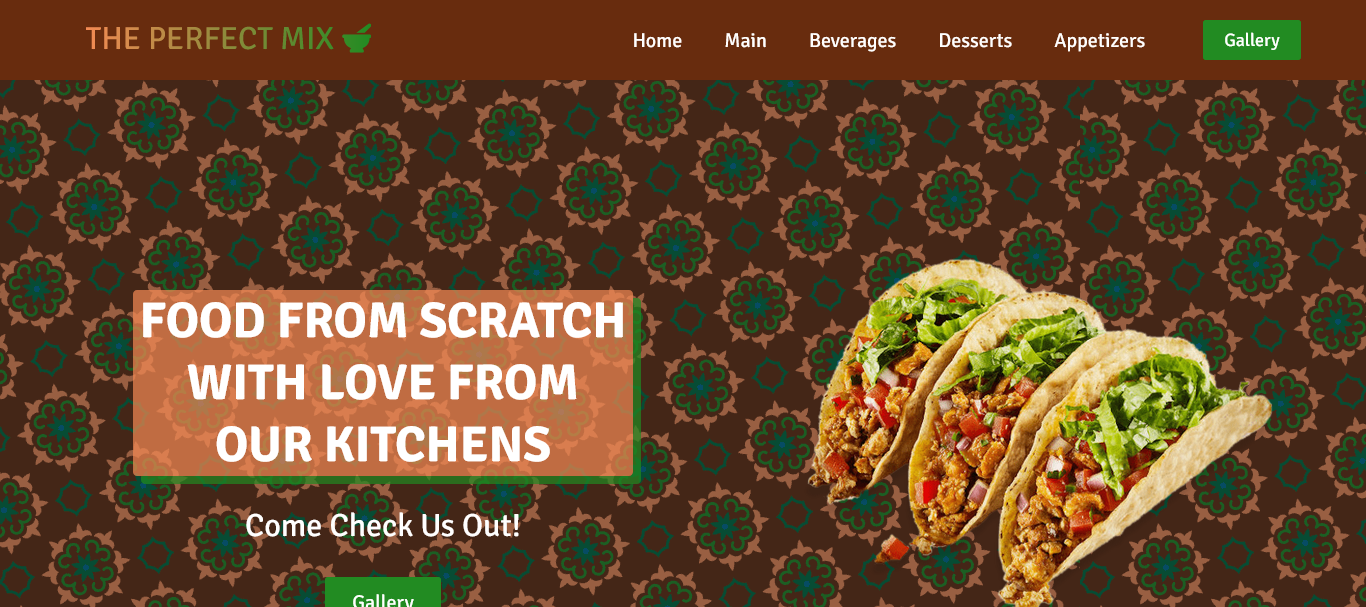 THE PERFECT MIX
Home Main Beverages Desserts Appetizers Gallery
FOOD FROM SCRATCH
WITH LOVE FROM
OUR KITCHENS
Come Check Us Out!
Gallery